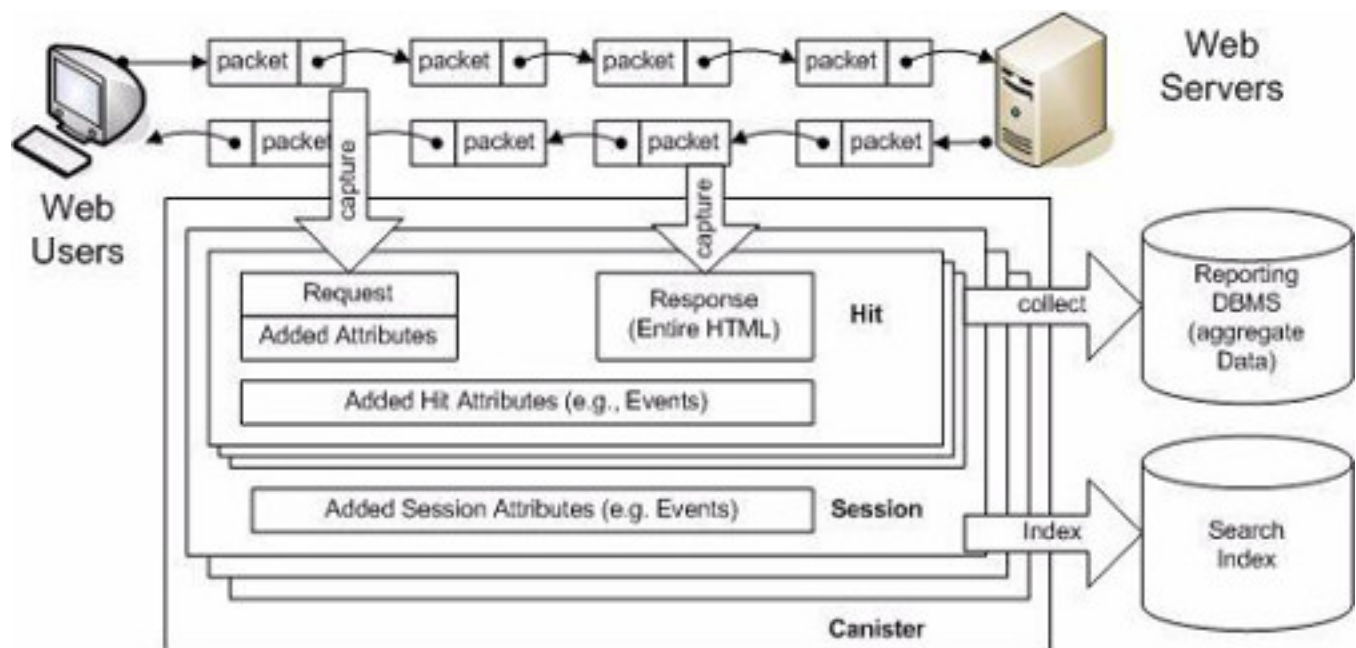 packet packet packet packet
Web
Servers
packet packet packet packet
Web
Users
capture
capture
Request
Added Attributes
Response
(Entire HTML)
Hit
Added Hit Attributes (e.g., Events)
collect
Reporting
DBMS
(aggregate
Data)
Added Session Attributes (e.g. Events)
Session
Index
Search
Index
Canister